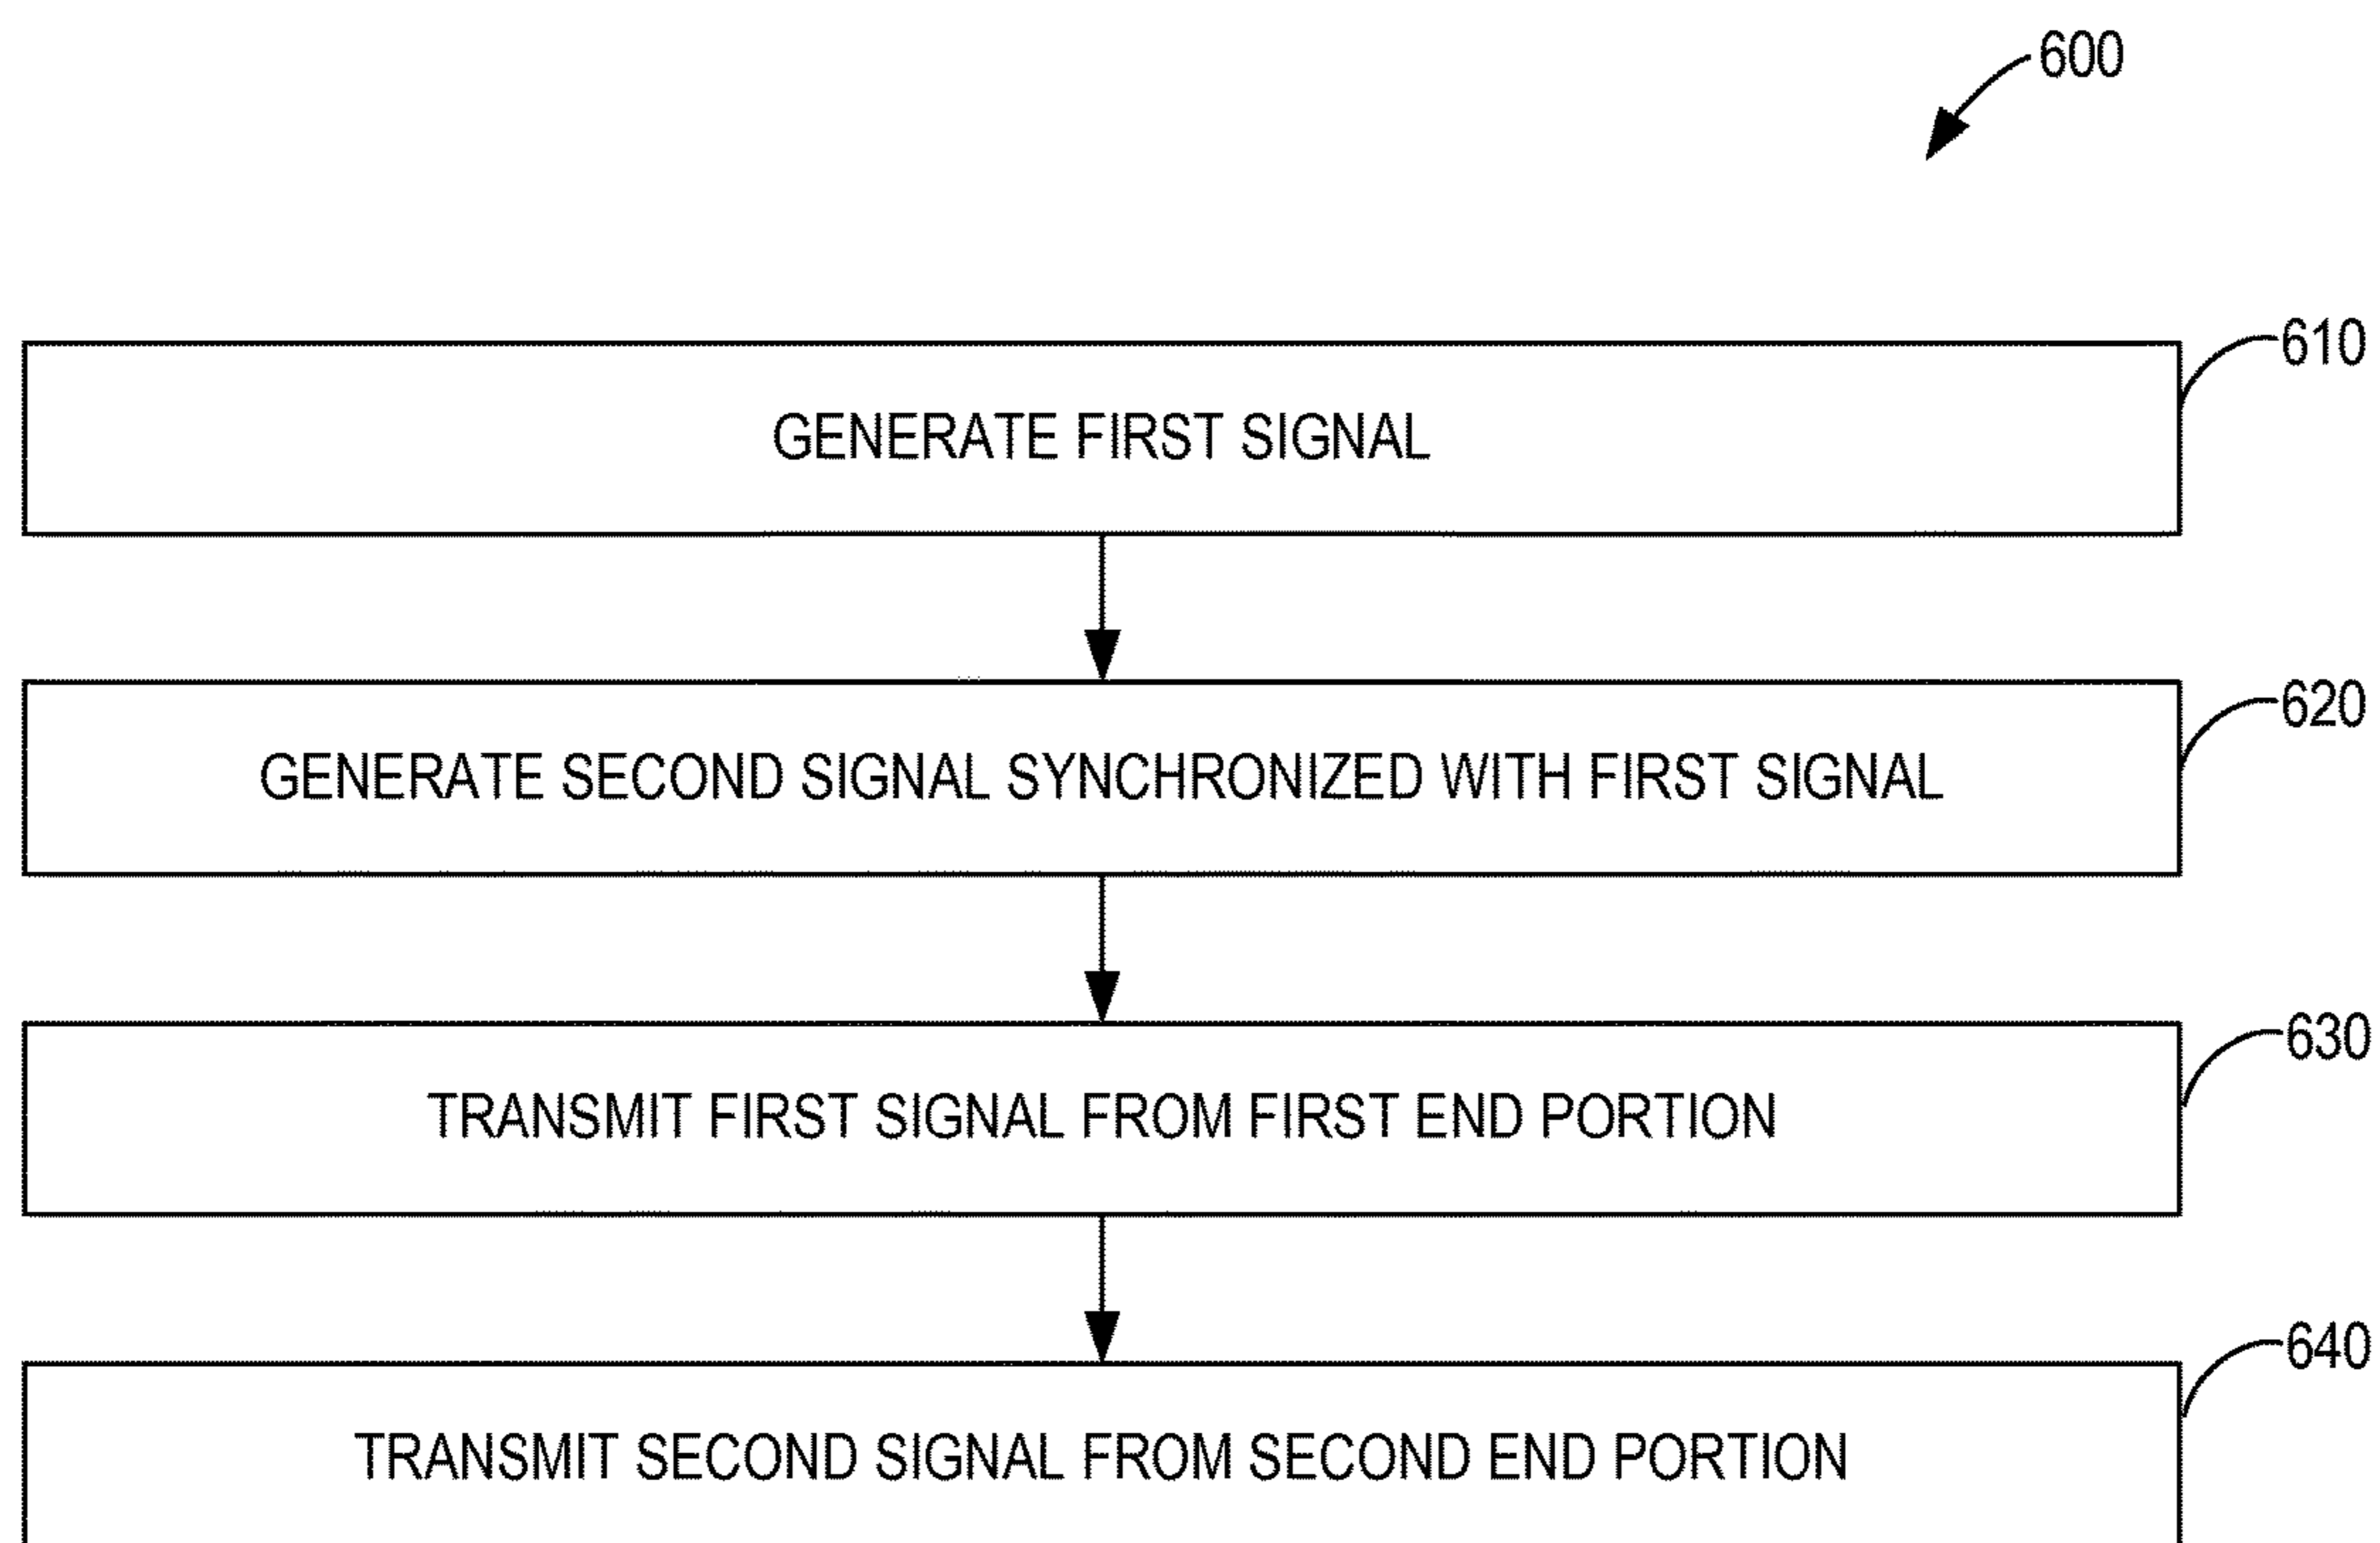 600
610
GENERATE FIRST SIGNAL
620
GENERATE SECOND SIGNAL SYNCHRONIZED WITH FIRST SIGNAL
630
TRANSMIT FIRST SIGNAL FROM FIRST END PORTION
640
TRANSMIT SECOND SIGNAL FROM SECOND END PORTION